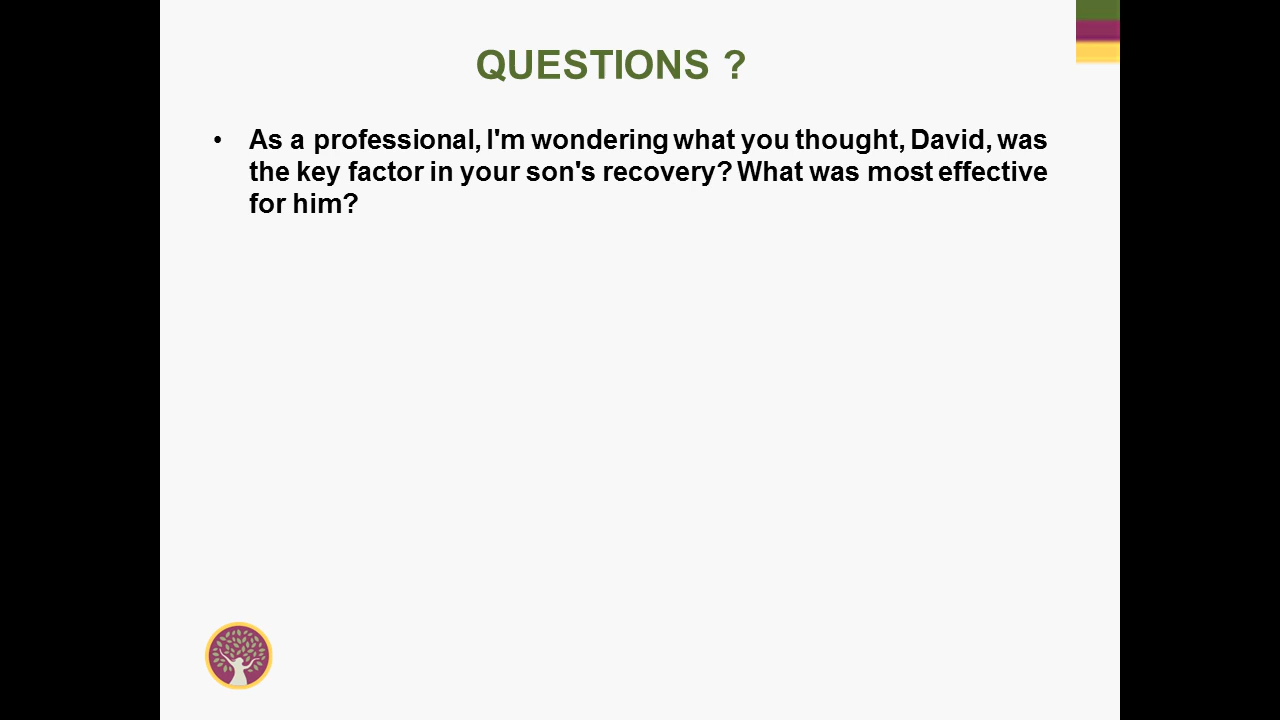 QUESTIONS ?
• As a professional, I'm wondering what you thought, David, was
the key factor in your son's recovery? What was most effective
for him?